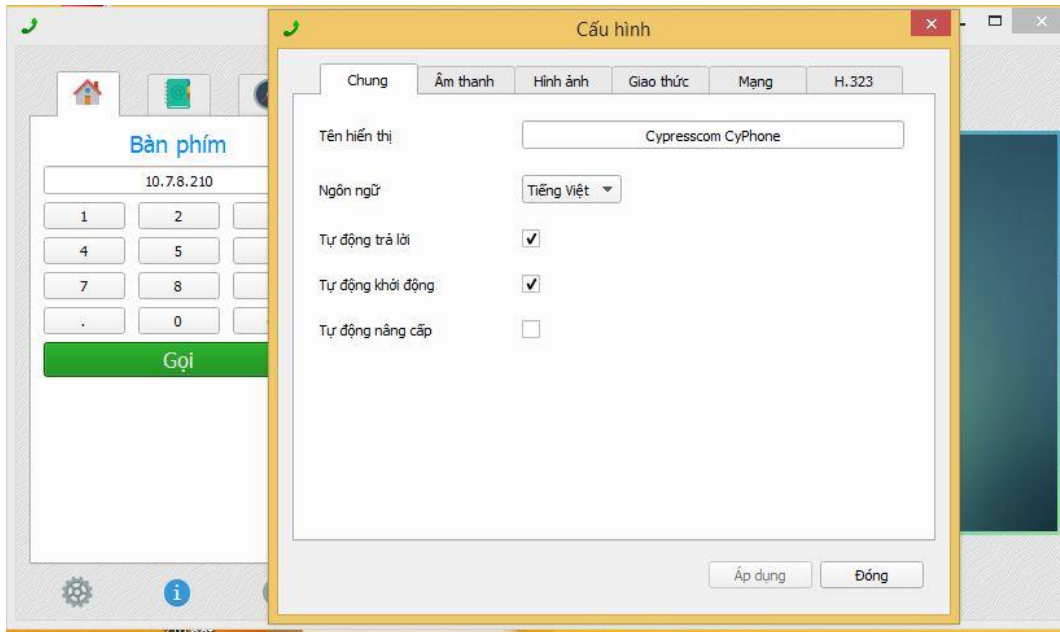 Cấu hình
Chung
Âm thanh
Hình ảnh
Giao thức
Mạng
H.323
Bàn phím
10.7.8.210
1
2
4
5
7
8
.
0
Gọi
Tên hiển thị
Cypresscom CyPhone
Ngôn ngữ
Tiếng Việt
Tự động trả lời
Tự động khởi động
Tự động nâng cấp
Áp dụng
Đóng